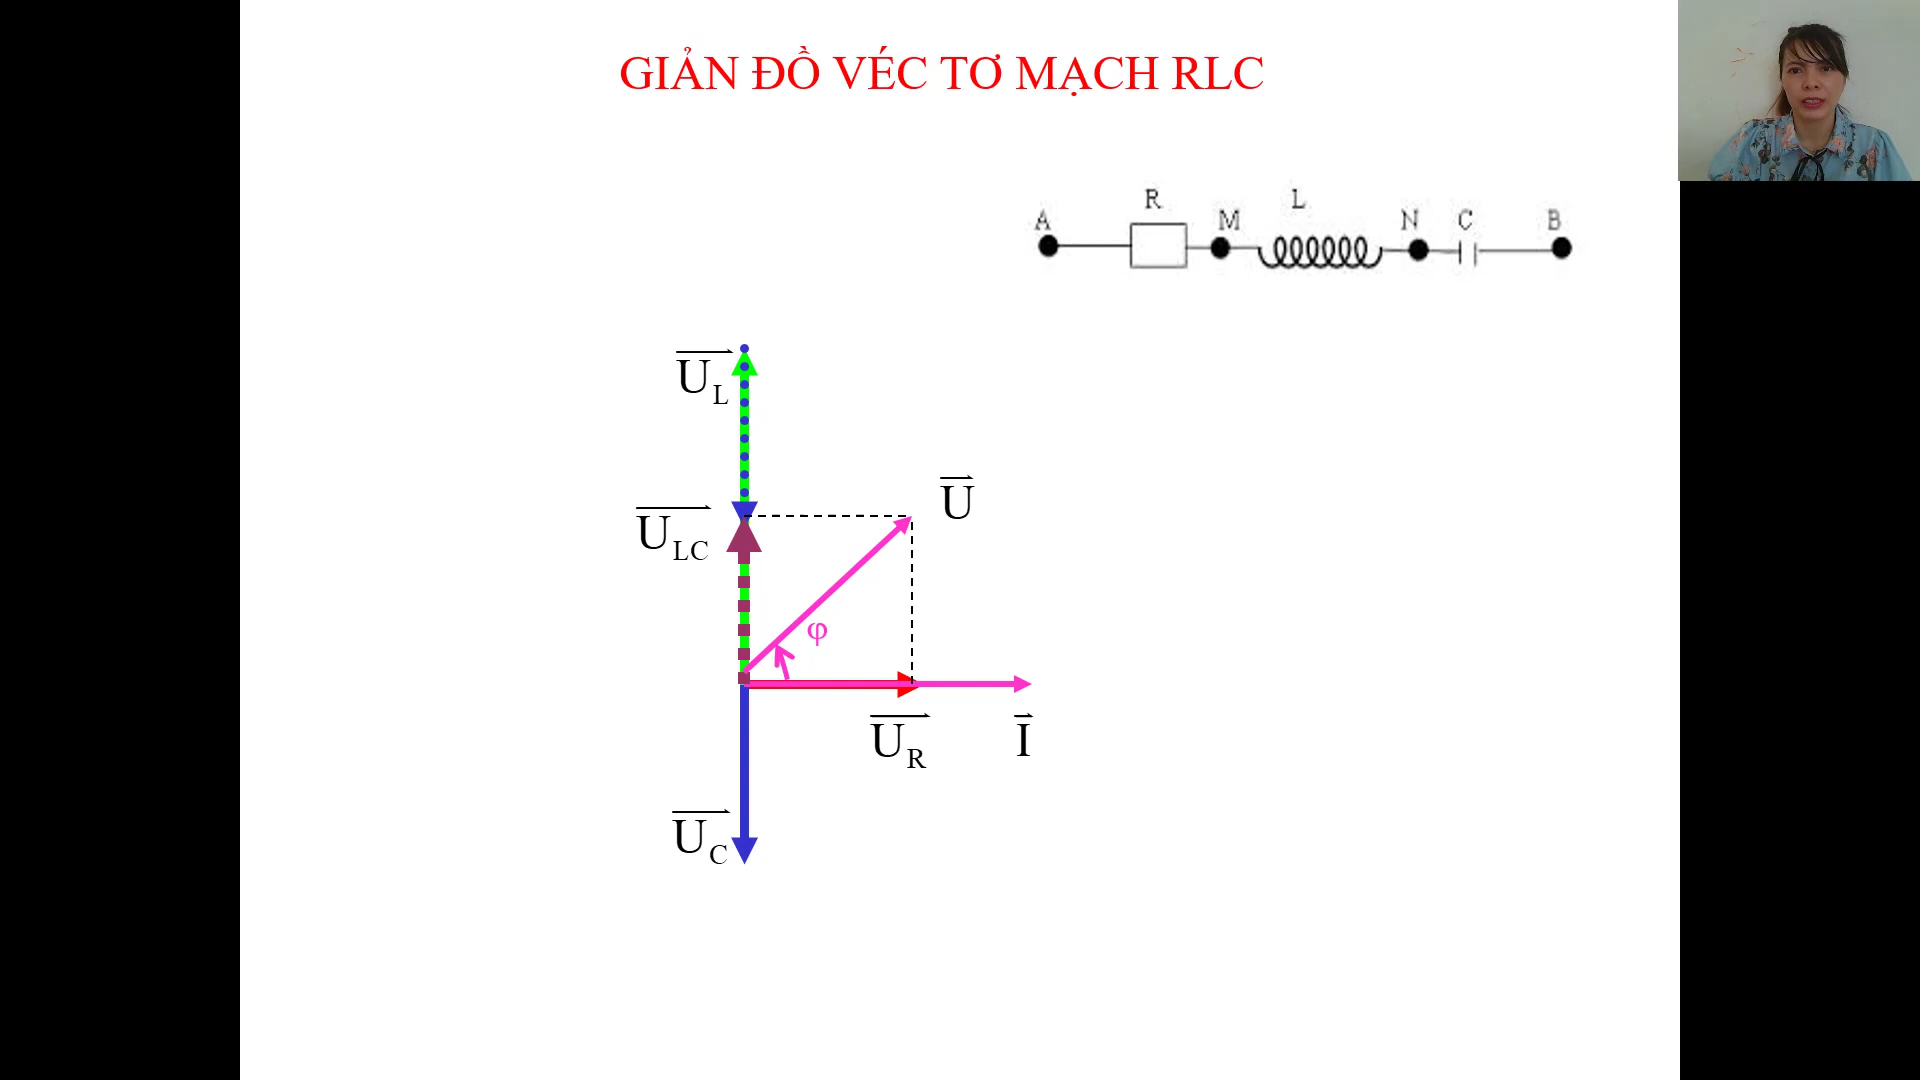 GIẢN ĐỒ VÉC TƠ MẠCH RLC
R L
A M N C B
U_L
U
U_LC
φ
U_R I
U_C